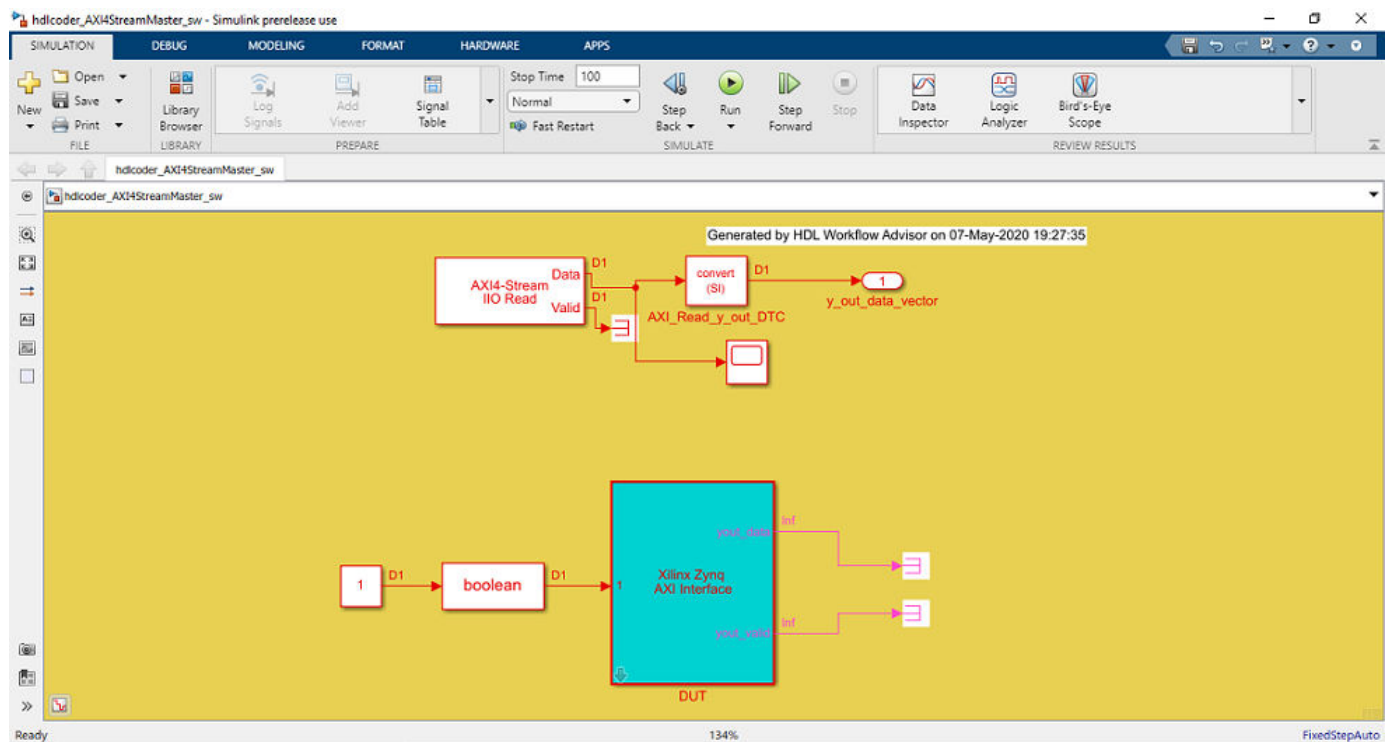 hdlcoder_AXI4StreamMaster_sw - Simulink prerelease use
SIMULATION DEBUG MODELING FORMAT HARDWARE APPS
New
Open
Save
Print
FILE
Library Browser
LIBRARY
Log Signals
Add Viewer
Signal Table
PREPARE
Stop Time 100
Normal
Fast Restart
Step Back
Run
Step Forward
Stop
SIMULATE
Data Inspector
Logic Analyzer
Bird's-Eye Scope
REVIEW RESULTS
hdlcoder_AXI4StreamMaster_sw
hdlcoder_AXI4StreamMaster_sw
Generated by HDL Workflow Advisor on 07-May-2020 19:27:35
AXI4-Stream
IIO Read
Data
Valid
D1
D1
convert
(SI)
D1
AXI_Read_y_out_DTC
1
y_out_data_vector
1
D1
boolean
D1
1
Xilinx Zynq
AXI Interface
yout_data
Inf
yout_valid
Inf
DUT
Ready
134%
FixedStepAuto